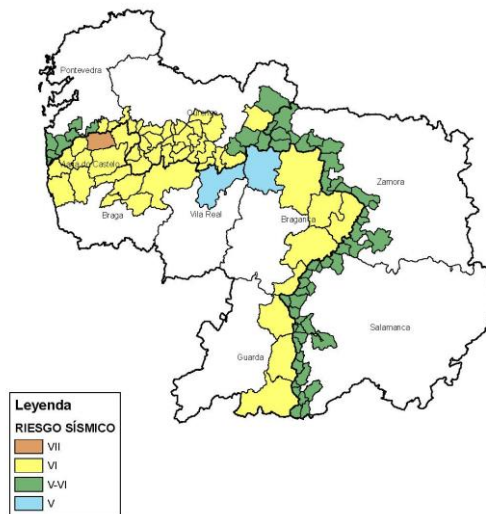 Pontevedra
Ourense
Viana do Castelo
Zamora
Braga
Vila Real
Bragança
Salamanca
Guarda
Leyenda
RIESGO SÍSMICO
VII
VI
V-VI
V